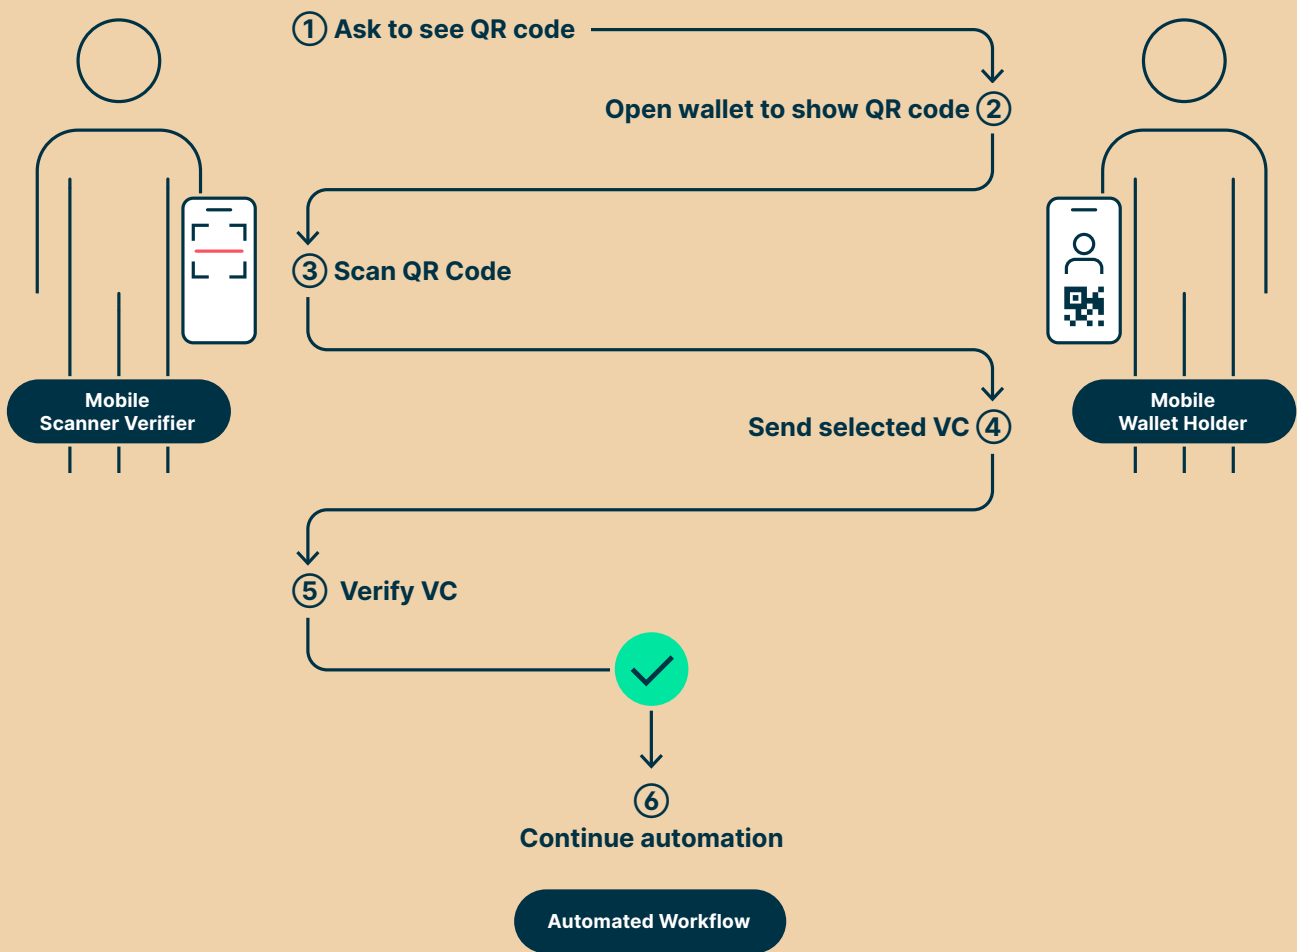 ① Ask to see QR code
Open wallet to show QR code ②
③ Scan QR Code
Mobile
Scanner Verifier
Mobile
Wallet Holder
Send selected VC ④
⑤ Verify VC
⑥
Continue automation
Automated Workflow